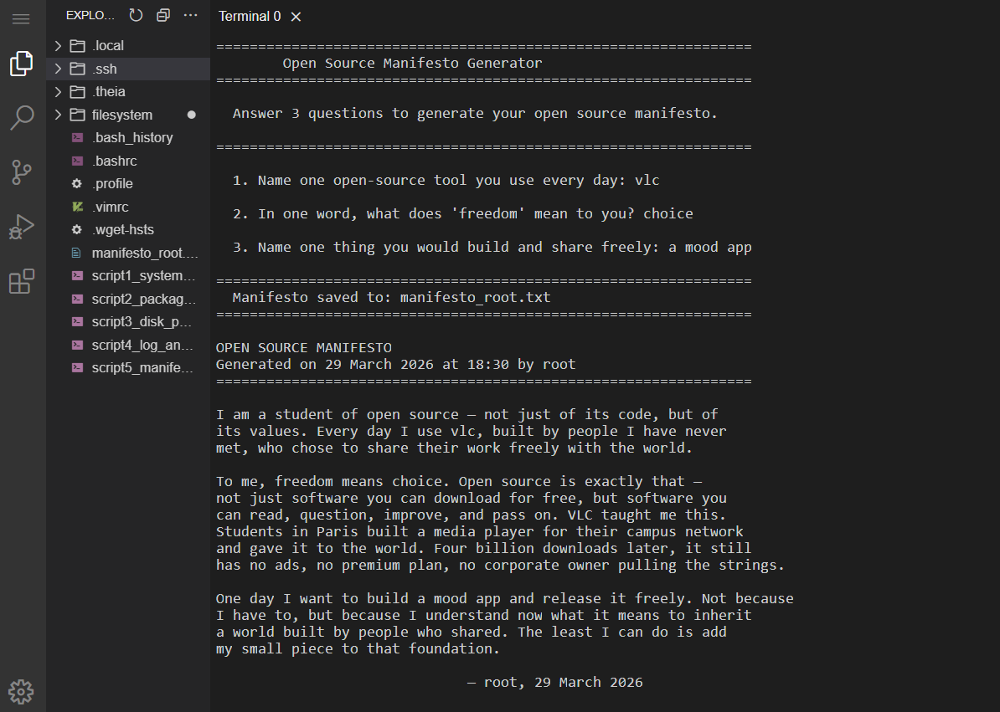 EXPLO...
.local
.ssh
.theia
filesystem
.bash_history
.bashrc
.profile
.vimrc
.wget-hsts
manifesto_root....
script1_system...
script2_packag...
script3_disk_p...
script4_log_an...
script5_manife...
Terminal 0
================================================================
Open Source Manifesto Generator
================================================================
Answer 3 questions to generate your open source manifesto.
================================================================
1. Name one open-source tool you use every day: vlc
2. In one word, what does 'freedom' mean to you? choice
3. Name one thing you would build and share freely: a mood app
================================================================
Manifesto saved to: manifesto_root.txt
================================================================
OPEN SOURCE MANIFESTO
Generated on 29 March 2026 at 18:30 by root
================================================================
I am a student of open source — not just of its code, but of
its values. Every day I use vlc, built by people I have never
met, who chose to share their work freely with the world.
To me, freedom means choice. Open source is exactly that —
not just software you can download for free, but software you
can read, question, improve, and pass on. VLC taught me this.
Students in Paris built a media player for their campus network
and gave it to the world. Four billion downloads later, it still
has no ads, no premium plan, no corporate owner pulling the strings.
One day I want to build a mood app and release it freely. Not because
I have to, but because I understand now what it means to inherit
a world built by people who shared. The least I can do is add
my small piece to that foundation.
— root, 29 March 2026